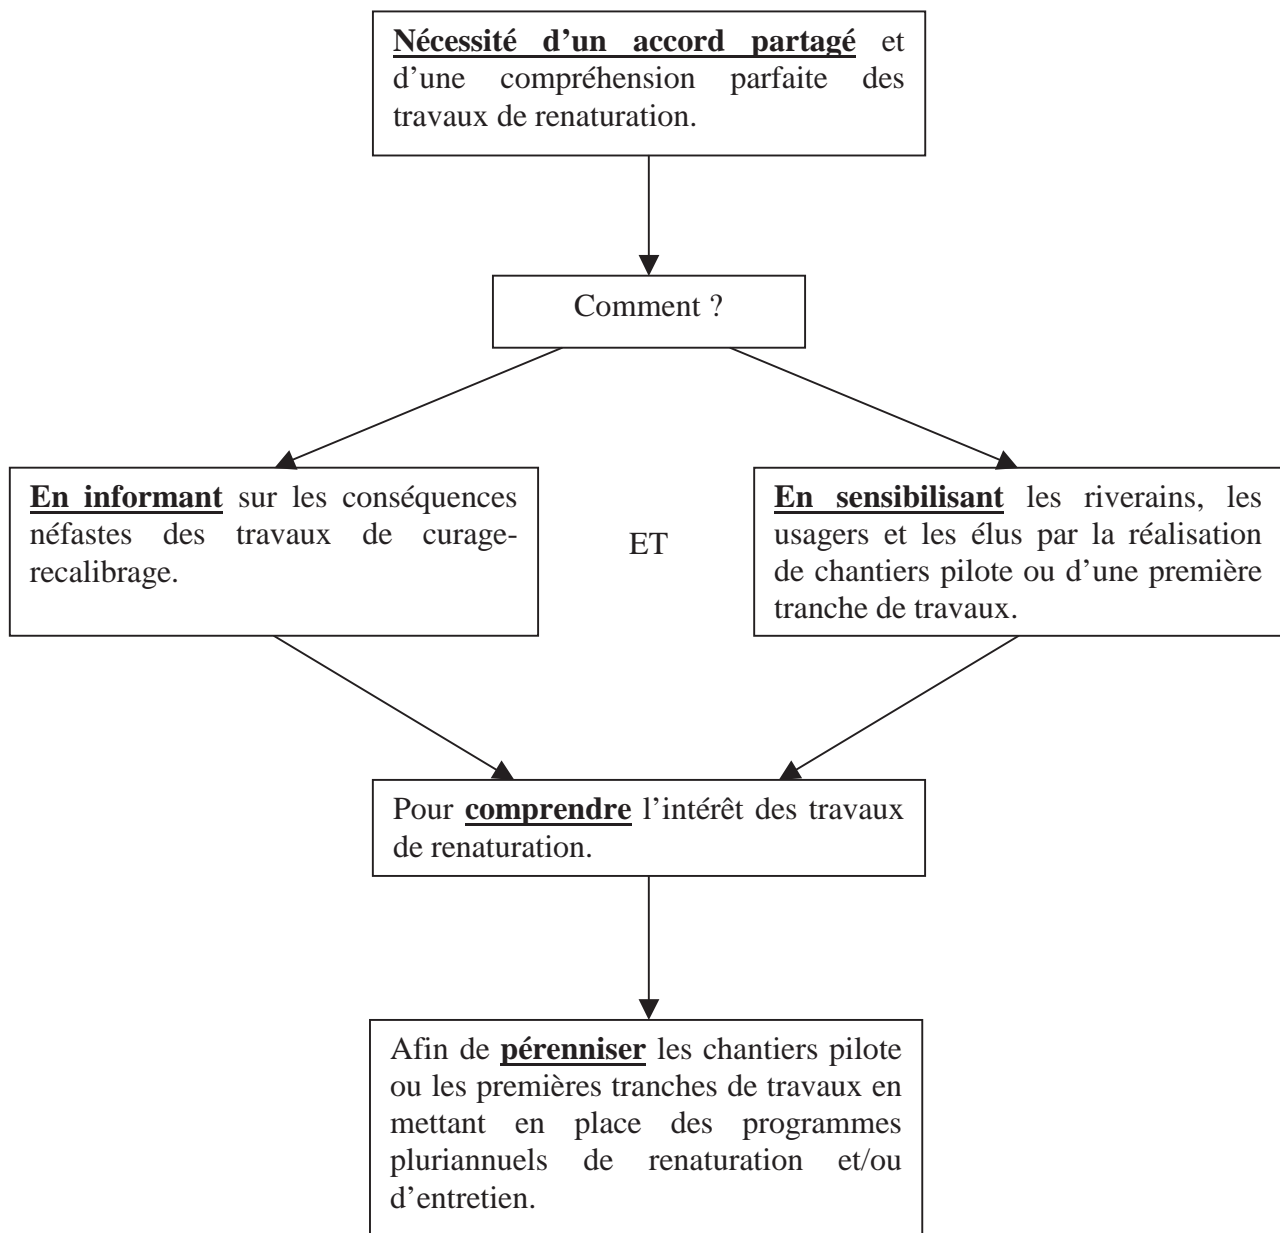 Nécessité d’un accord partagé et
d’une compréhension parfaite des
travaux de renaturation.
Comment ?
En informant sur les conséquences
néfastes des travaux de curage-
recalibrage.
ET
En sensibilisant les riverains, les
usagers et les élus par la réalisation
de chantiers pilote ou d’une première
tranche de travaux.
Pour comprendre l’intérêt des travaux
de renaturation.
Afin de pérenniser les chantiers pilote
ou les premières tranches de travaux en
mettant en place des programmes
pluriannuels de renaturation et/ou
d’entretien.